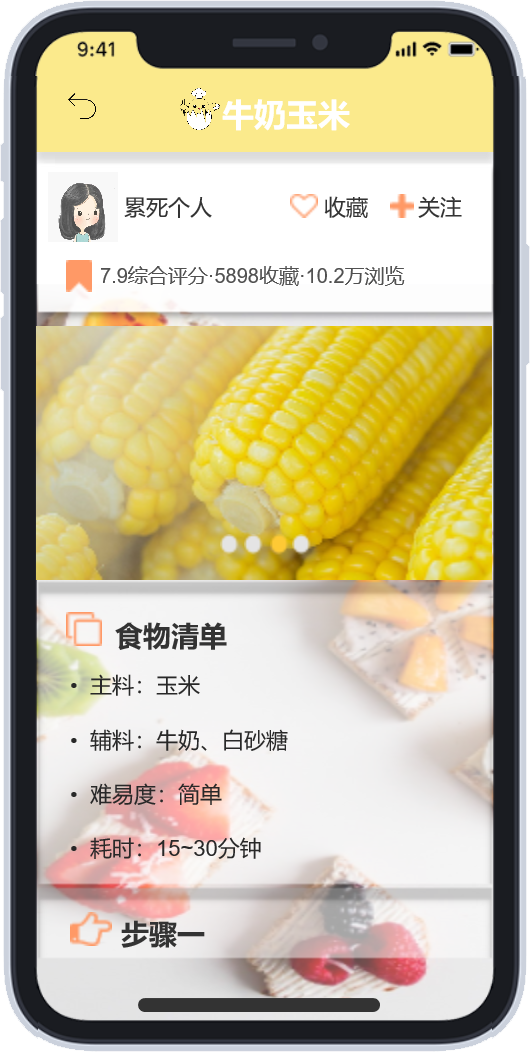 9:41
牛奶玉米
累死个人 收藏 关注
7.9综合评分·5898收藏·10.2万浏览
食物清单
• 主料：玉米
• 辅料：牛奶、白砂糖
• 难易度：简单
• 耗时：15~30分钟
步骤一